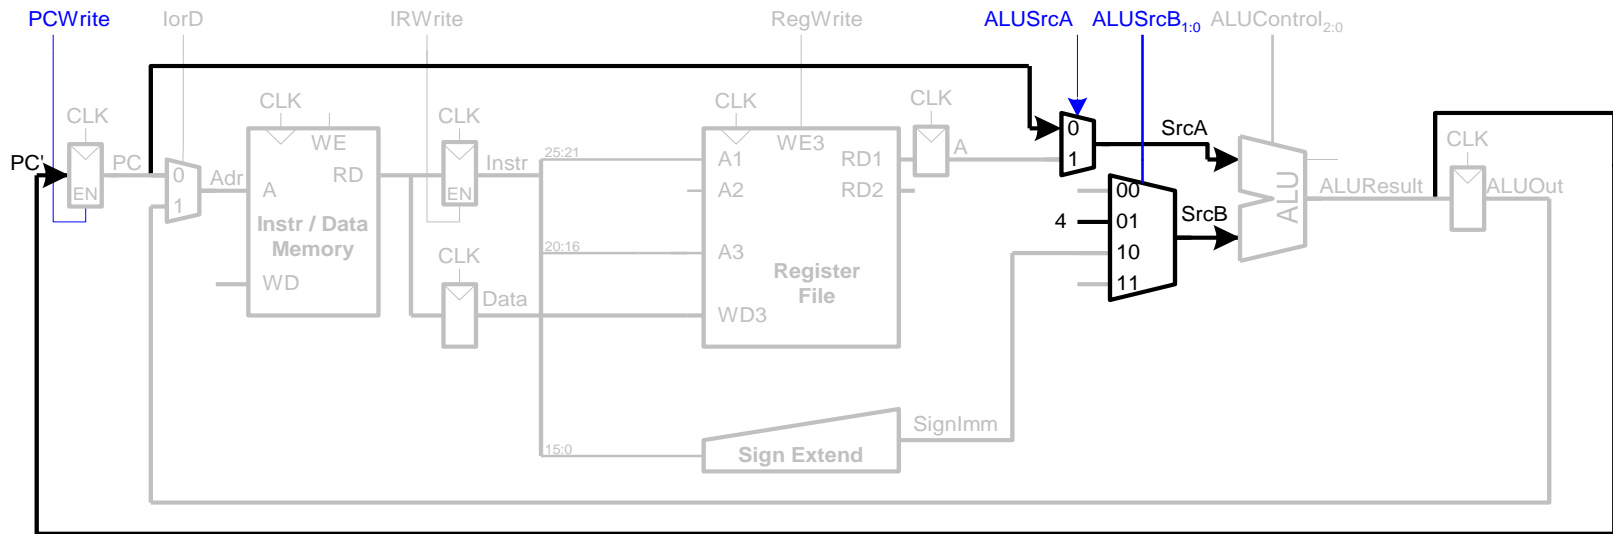 PCWrite IorD IRWrite RegWrite ALUSrcA ALUSrcB1:0 ALUControl2:0
CLK CLK CLK CLK CLK CLK
WE WE3 0 SrcA
PC' PC 0 Adr A RD Instr 25:21 A1 RD1 A 1
EN 1 EN A2 RD2 00 ALU ALUResult ALUOut
Instr / Data
Memory
4 01 SrcB
CLK 20:16 A3 10
WD Data Register
File
11
WD3
SignImm
15:0 Sign Extend